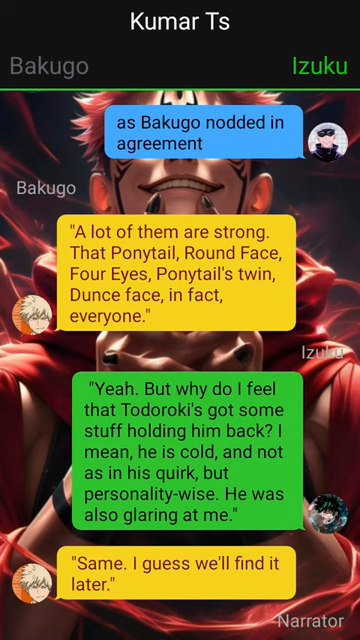 Kumar Ts
Bakugo Izuku
as Bakugo nodded in
agreement
Bakugo
"A lot of them are strong.
That Ponytail, Round Face,
Four Eyes, Ponytail's twin,
Dunce face, in fact,
everyone."
Izuku
"Yeah. But why do I feel
that Todoroki's got some
stuff holding him back? I
mean, he is cold, and not
as in his quirk, but
personality-wise. He was
also glaring at me."
"Same. I guess we'll find it
later."
-Narrator